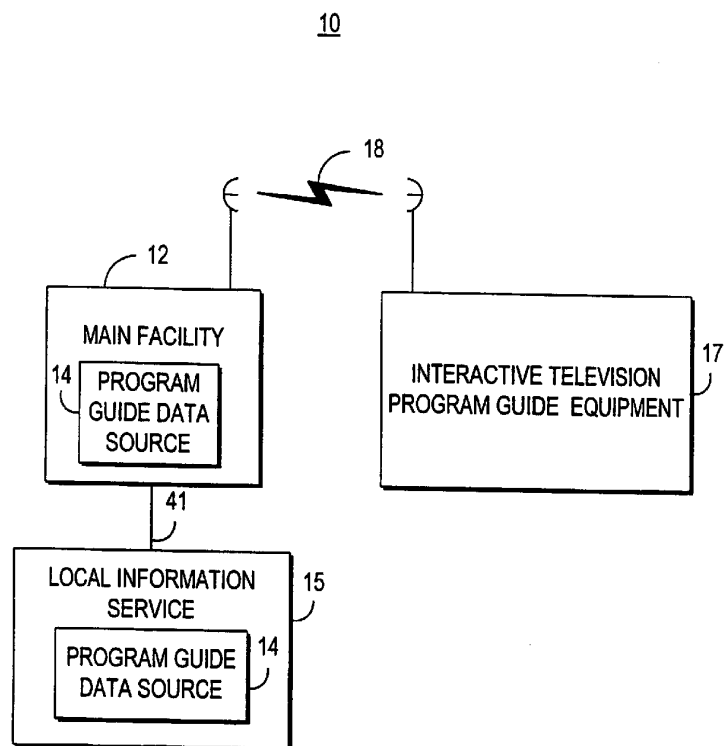 10
18
12
MAIN FACILITY
14
PROGRAM
GUIDE DATA
SOURCE
INTERACTIVE TELEVISION
PROGRAM GUIDE EQUIPMENT
17
41
LOCAL INFORMATION
SERVICE
15
PROGRAM GUIDE
DATA SOURCE
14